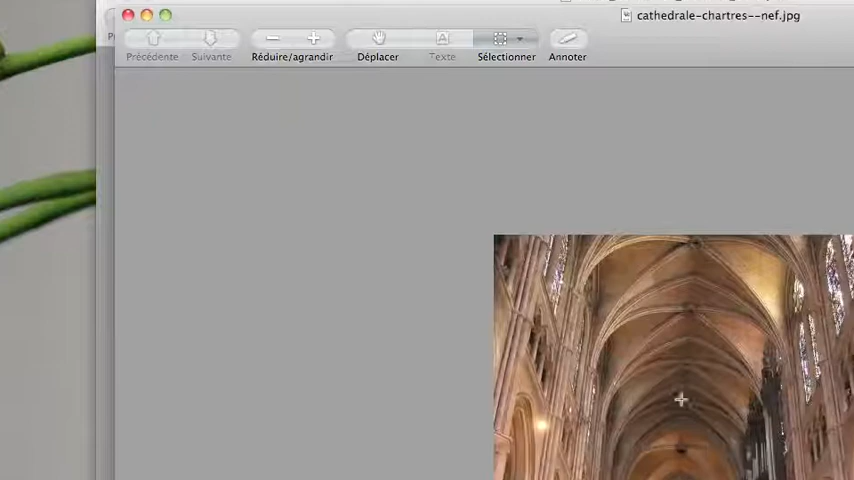 cathedrale-chartres--nef.jpg
Précédente Suivante Réduire/agrandir Déplacer Texte Sélectionner Annoter